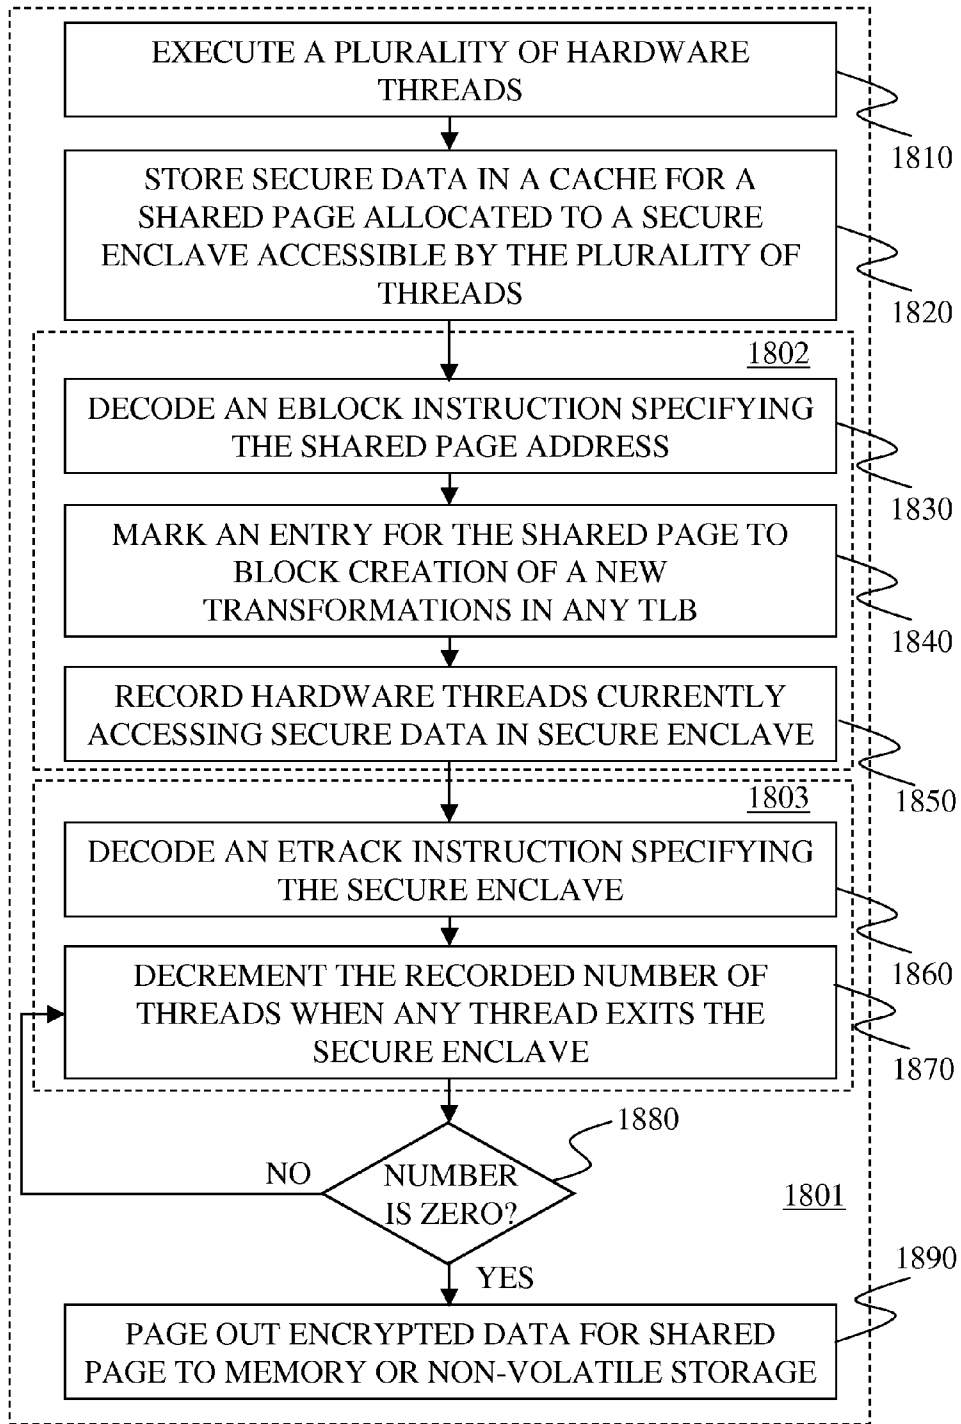 EXECUTE A PLURALITY OF HARDWARE
THREADS
1810
STORE SECURE DATA IN A CACHE FOR A
SHARED PAGE ALLOCATED TO A SECURE
ENCLAVE ACCESSIBLE BY THE PLURALITY OF
THREADS
1820
1802
DECODE AN EBLOCK INSTRUCTION SPECIFYING
THE SHARED PAGE ADDRESS
1830
MARK AN ENTRY FOR THE SHARED PAGE TO
BLOCK CREATION OF A NEW
TRANSFORMATIONS IN ANY TLB
1840
RECORD HARDWARE THREADS CURRENTLY
ACCESSING SECURE DATA IN SECURE ENCLAVE
1850
1803
DECODE AN ETRACK INSTRUCTION SPECIFYING
THE SECURE ENCLAVE
1860
DECREMENT THE RECORDED NUMBER OF
THREADS WHEN ANY THREAD EXITS THE
SECURE ENCLAVE
1870
1880
NO
NUMBER
IS ZERO?
1801
YES
1890
PAGE OUT ENCRYPTED DATA FOR SHARED
PAGE TO MEMORY OR NON-VOLATILE STORAGE